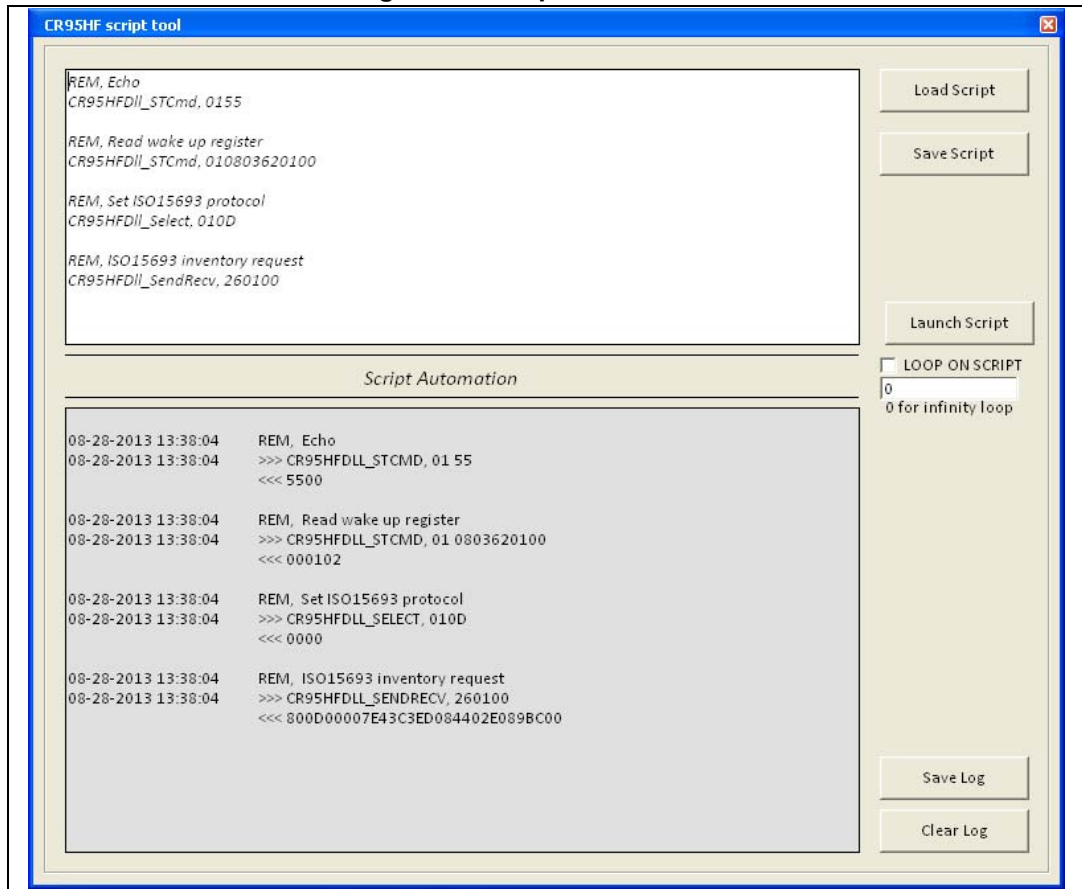 CR95HF script tool
REM, Echo
CR95HFDll_STCmd, 0155
REM, Read wake up register
CR95HFDll_STCmd, 010803620100
REM, Set ISO15693 protocol
CR95HFDll_Select, 010D
REM, ISO15693 inventory request
CR95HFDll_SendRecv, 260100
Load Script
Save Script
Launch Script
LOOP ON SCRIPT
0
0 for infinity loop
Script Automation
08-28-2013 13:38:04 REM, Echo
08-28-2013 13:38:04 >>> CR95HFDLL_STCMD, 01 55
<<< 5500
08-28-2013 13:38:04 REM, Read wake up register
08-28-2013 13:38:04 >>> CR95HFDLL_STCMD, 01 0803620100
<<< 000102
08-28-2013 13:38:04 REM, Set ISO15693 protocol
08-28-2013 13:38:04 >>> CR95HFDLL_SELECT, 010D
<<< 0000
08-28-2013 13:38:04 REM, ISO15693 inventory request
08-28-2013 13:38:04 >>> CR95HFDLL_SENDRECV, 260100
<<< 800D00007E43C3ED084402E089BC00
Save Log
Clear Log